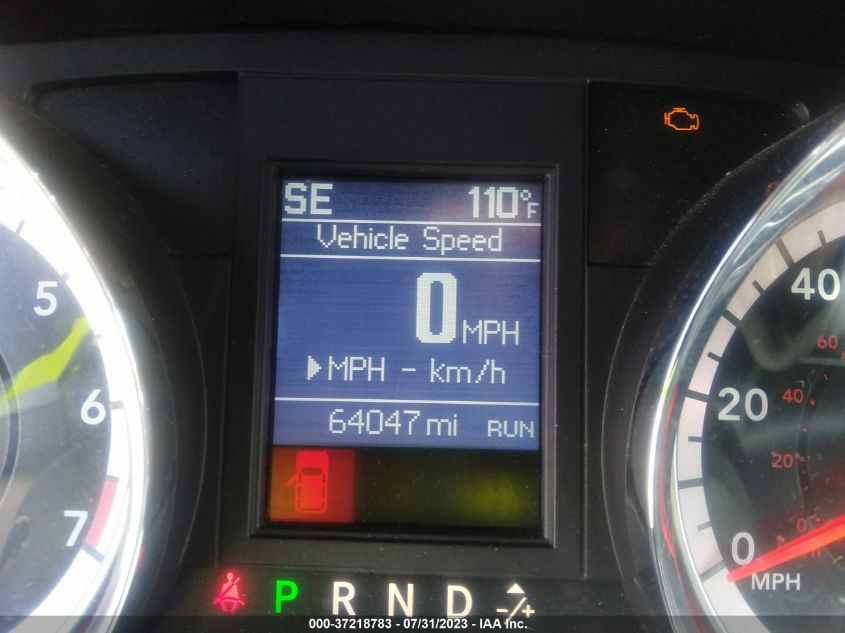 SE 110°F
Vehicle Speed
0 MPH
▸MPH - km/h
64047 mi RUN
5
6
7
40
20
0
MPH
60
40
20
0
P R N D -/+
000-37218783 - 07/31/2023 - IAA Inc.